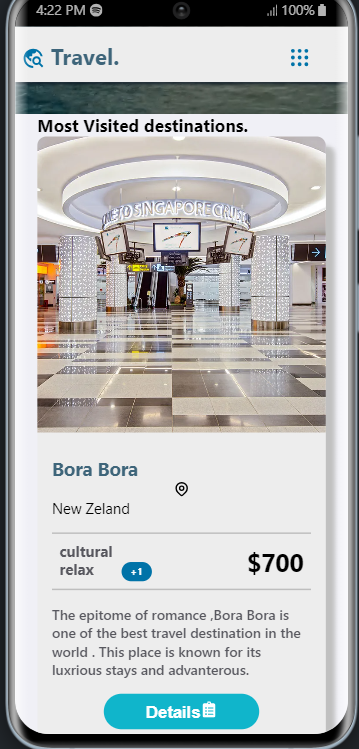 4:22 PM 100%
Travel.
Most Visited destinations.
TO SINGAPORE CRUISE
Bora Bora
New Zeland
cultural
relax +1 $700
The epitome of romance ,Bora Bora is
one of the best travel destination in the
world . This place is known for its
luxrious stays and advanterous.
Details